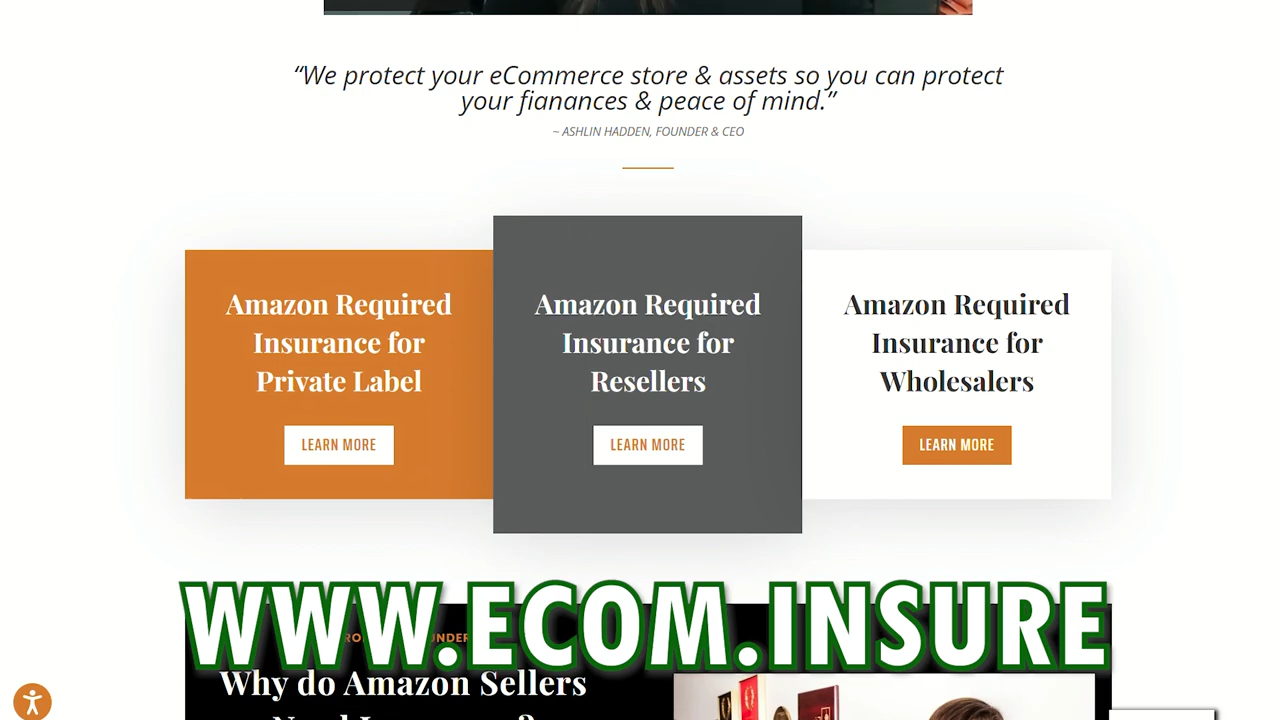 “We protect your eCommerce store & assets so you can protect
your fianances & peace of mind.”
~ ASHLIN HADDEN, FOUNDER & CEO
Amazon Required
Insurance for
Private Label
LEARN MORE
Amazon Required
Insurance for
Resellers
LEARN MORE
Amazon Required
Insurance for
Wholesalers
LEARN MORE
WWW.ECOM.INSURE
Why do Amazon Sellers